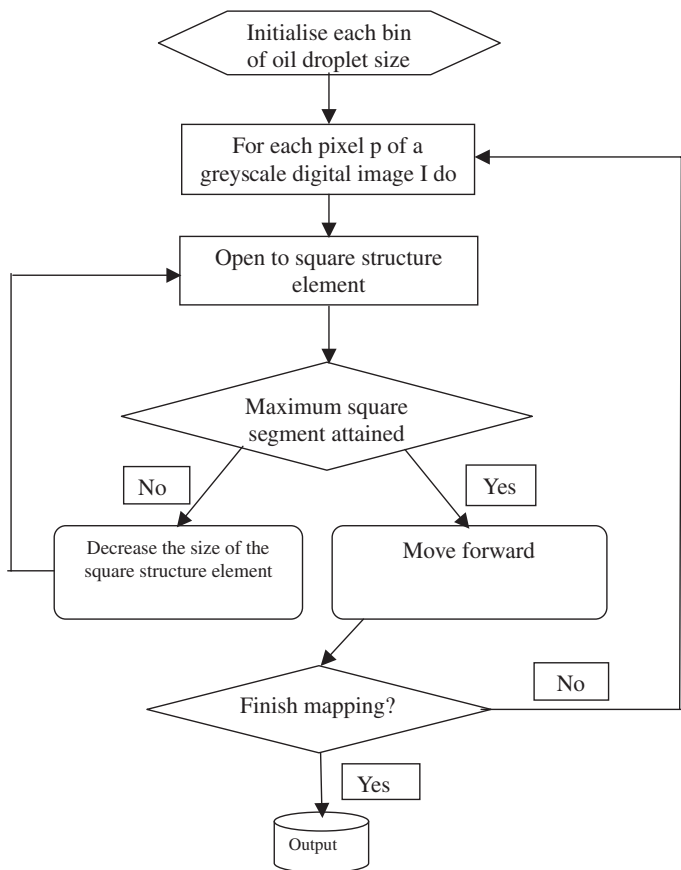 Initialise each bin
of oil droplet size
For each pixel p of a
greyscale digital image I do
Open to square structure
element
Maximum square
segment attained
No
Yes
Decrease the size of the
square structure element
Move forward
Finish mapping?
No
Yes
Output